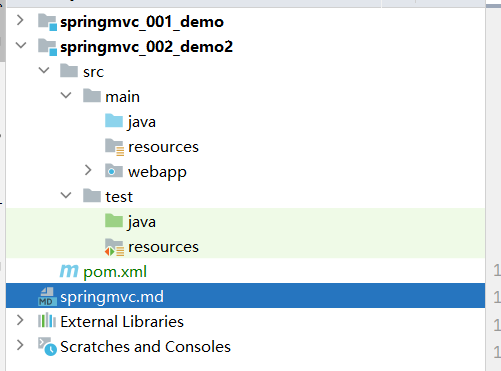 springmvc_001_demo
springmvc_002_demo2
src
main
java
resources
webapp
test
java
resources
pom.xml
springmvc.md
External Libraries
Scratches and Consoles